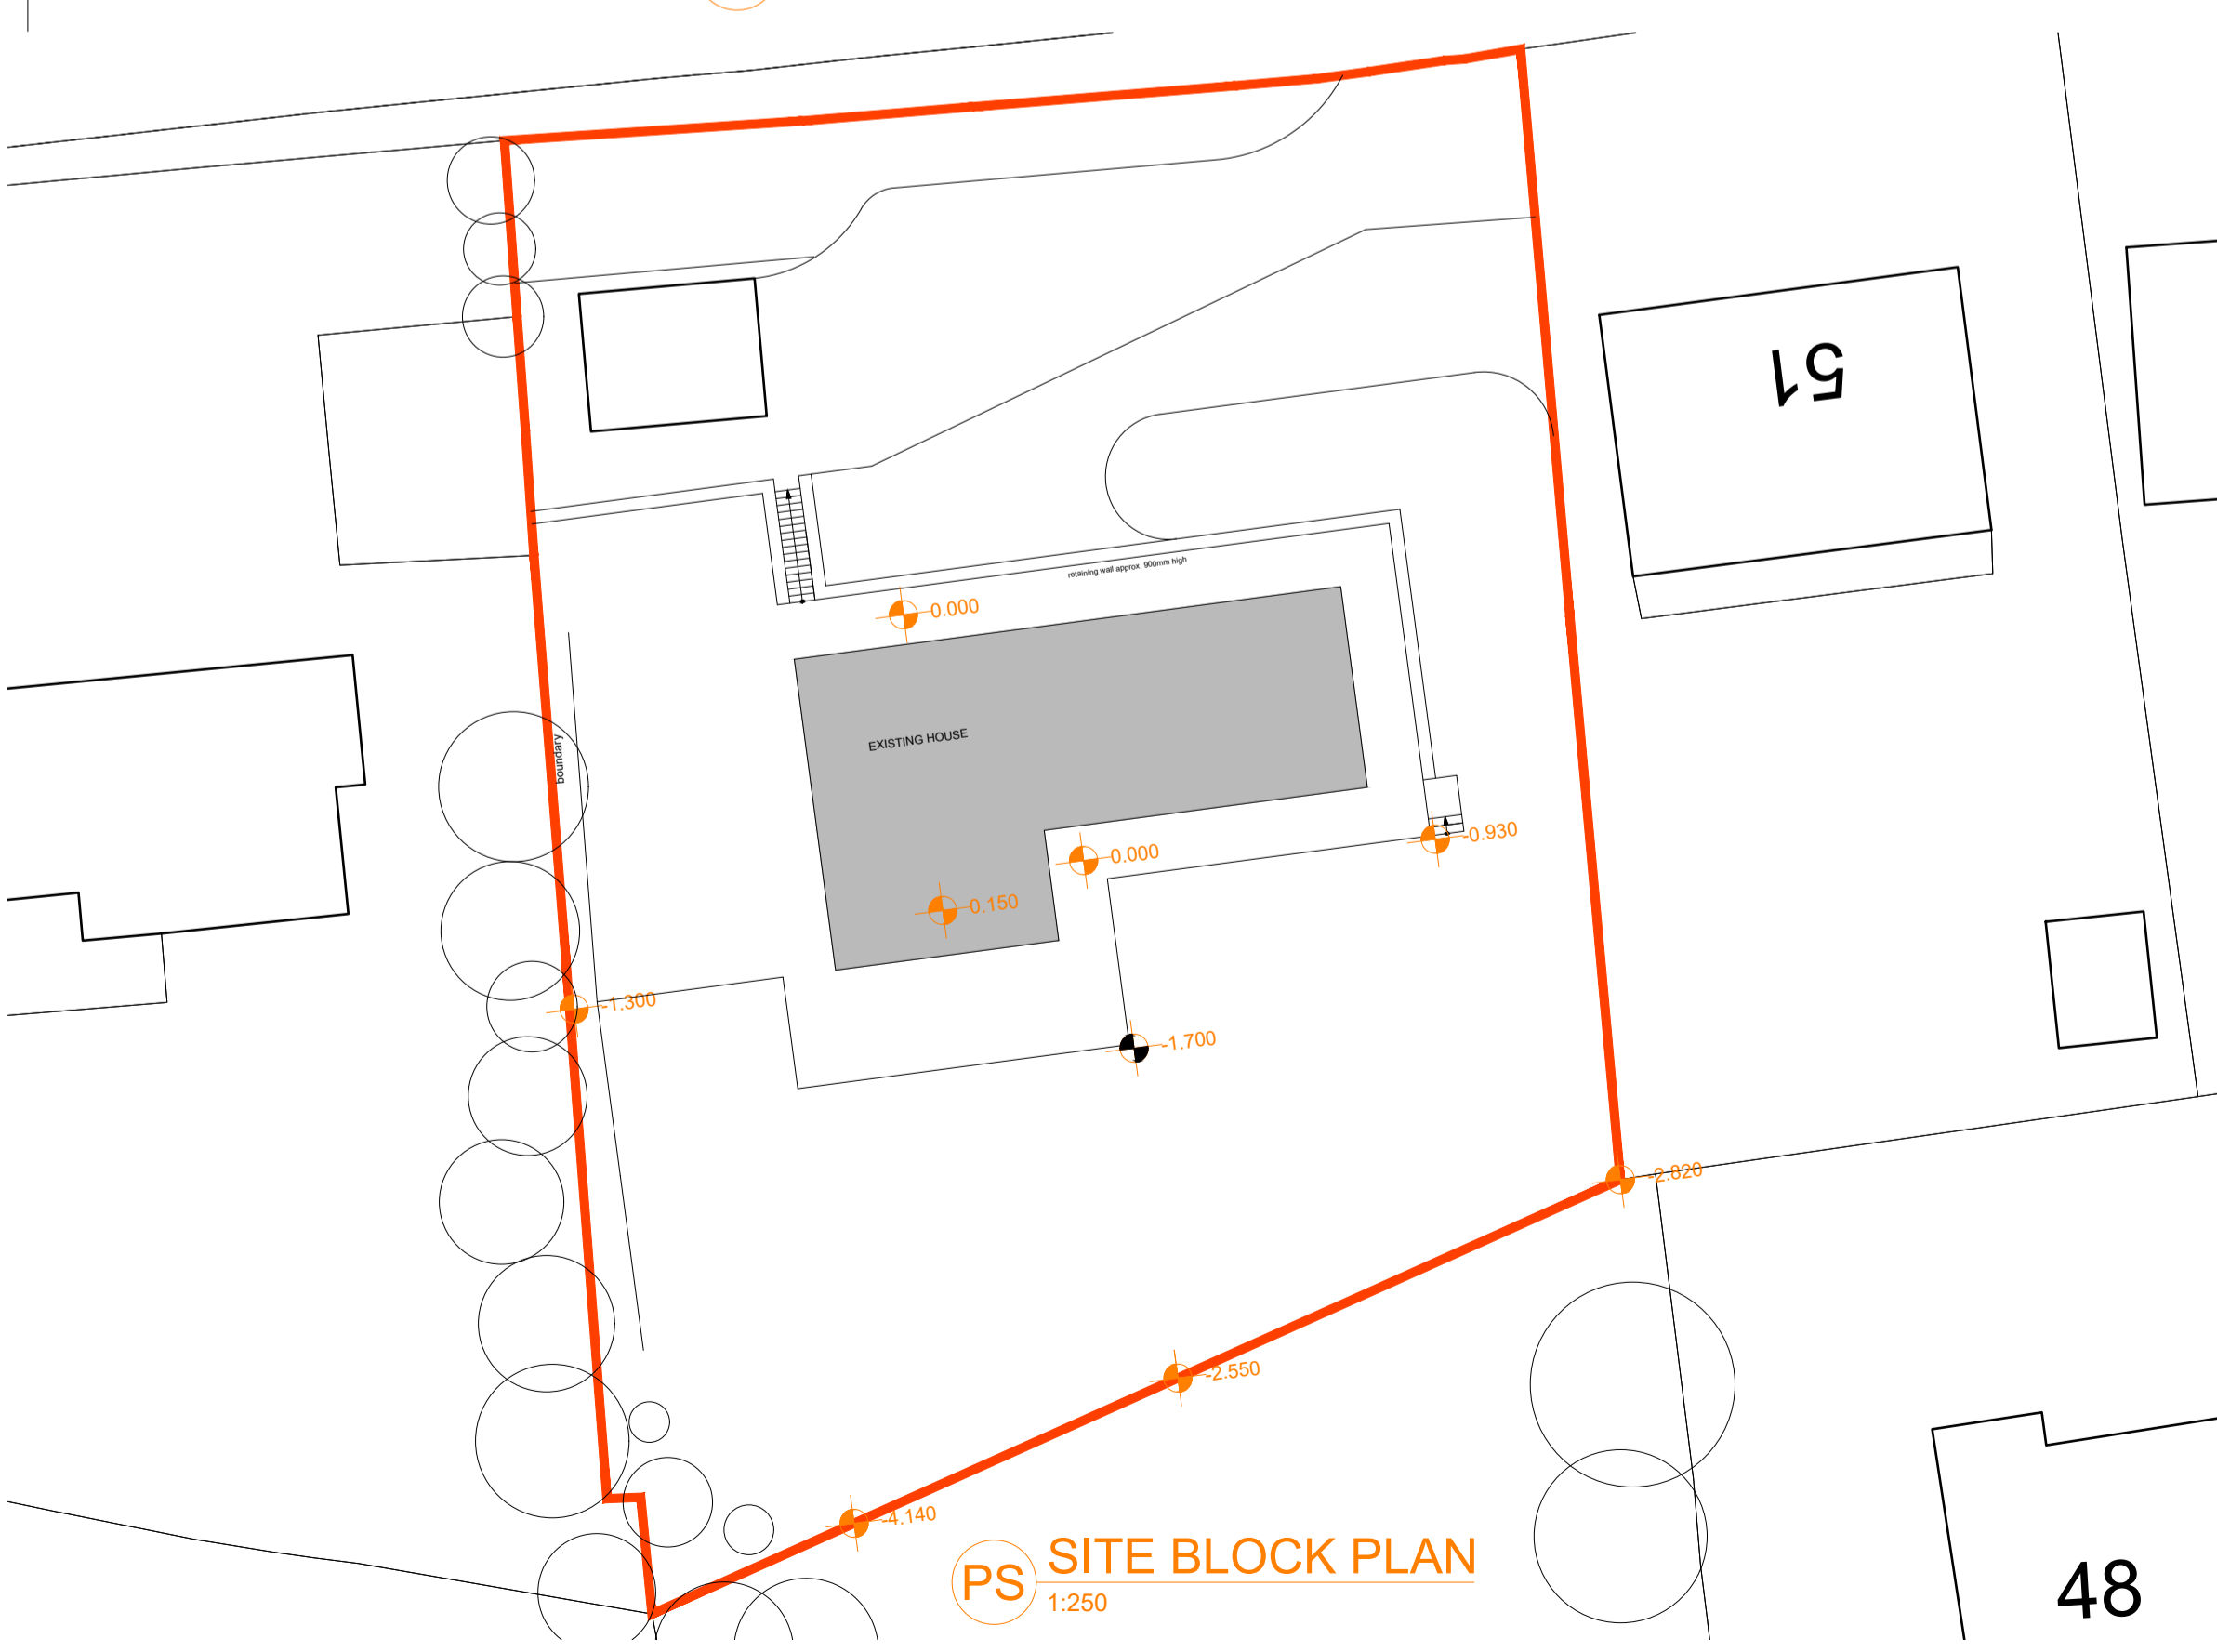 51
retaining wall approx. 900mm high
0.000
EXISTING HOUSE
boundary
-0.930
0.000
0.150
-1.300
-1.700
-2.820
-2.550
-4.140
PS
SITE BLOCK PLAN
1:250
48